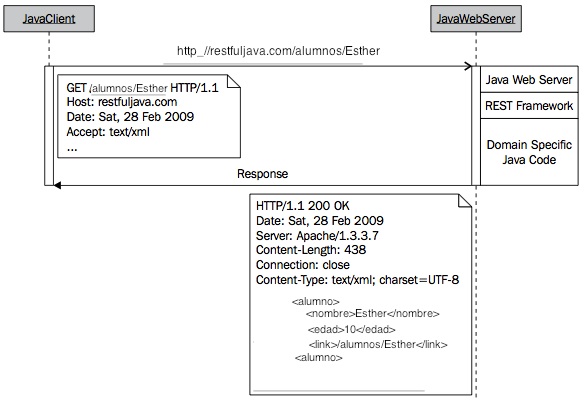 JavaClient
JavaWebServer
http_//restfuljava.com/alumnos/Esther
GET /alumnos/Esther HTTP/1.1
Host: restfuljava.com
Date: Sat, 28 Feb 2009
Accept: text/xml
...
Java Web Server
REST Framework
Domain Specific
Java Code
Response
HTTP/1.1 200 OK
Date: Sat, 28 Feb 2009
Server: Apache/1.3.3.7
Content-Length: 438
Connection: close
Content-Type: text/xml; charset=UTF-8
<alumno>
<nombre>Esther</nombre>
<edad>10</edad>
<link>/alumnos/Esther</link>
<alumno>